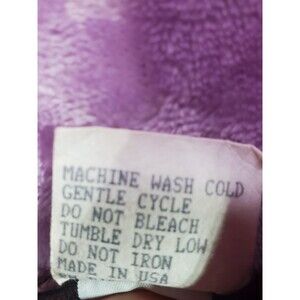 MACHINE WASH COLD
GENTLE CYCLE
DO NOT BLEACH
TUMBLE DRY LOW
DO NOT IRON
MADE IN USA